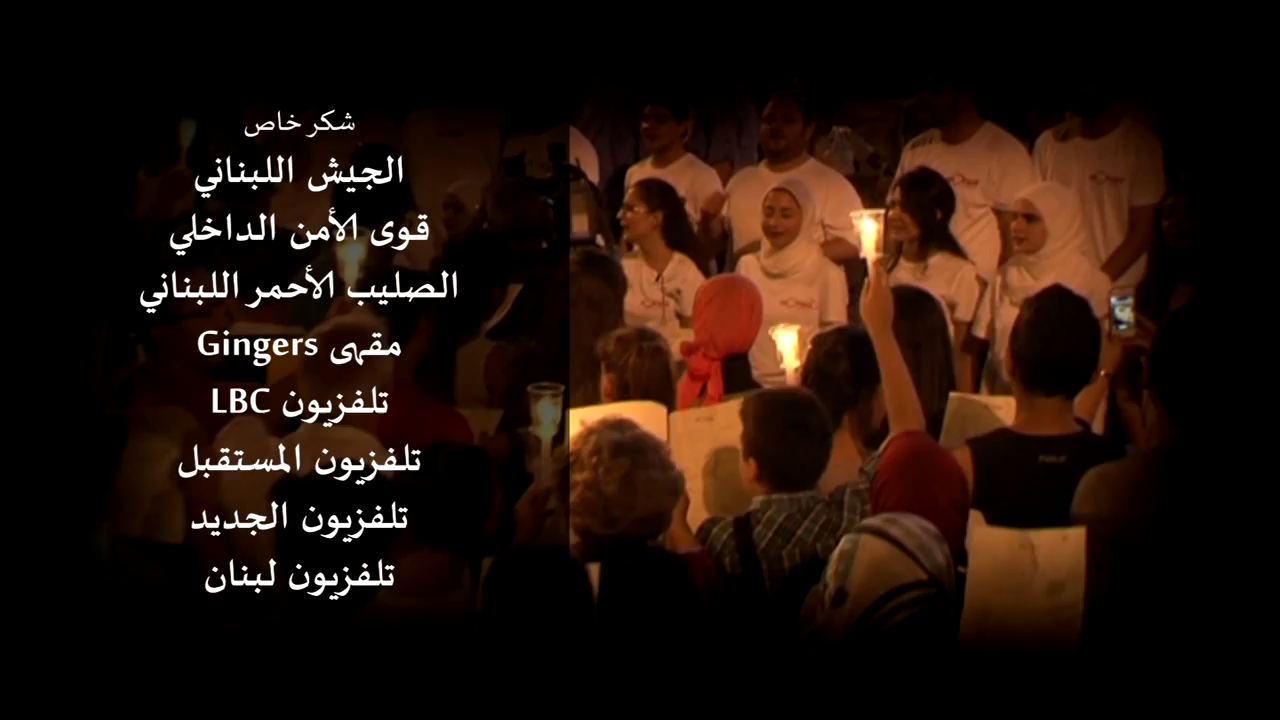 شكر خاص
الجيش اللبناني
قوى الأمن الداخلي
الصليب الأحمر اللبناني
مقهى Gingers
تلفزيون LBC
تلفزيون المستقبل
تلفزيون الجديد
تلفزيون لبنان